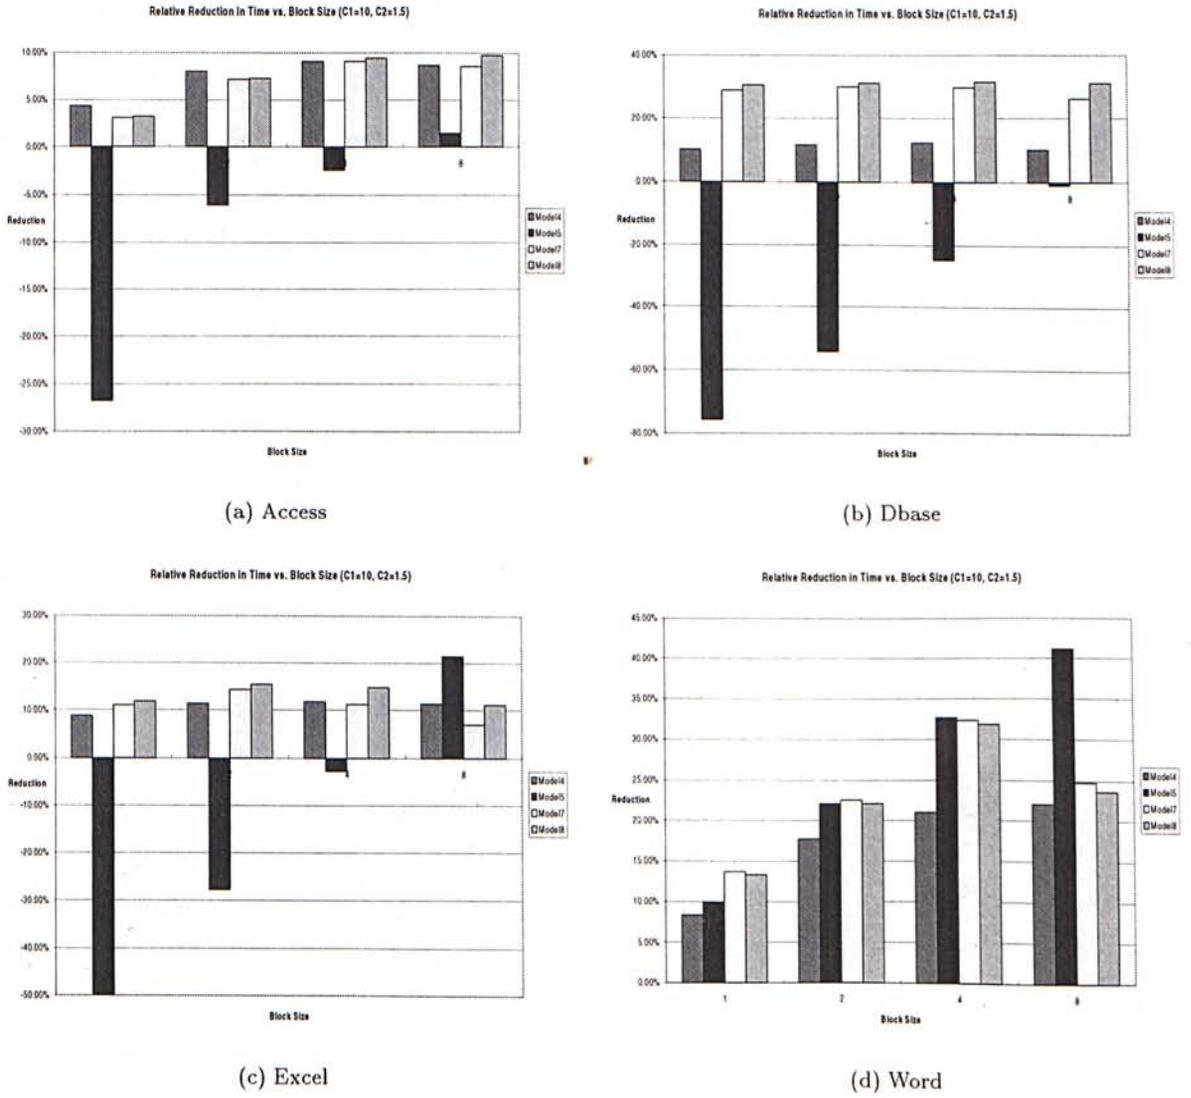 Relative Reduction in Time vs. Block Size (C1=10, C2=1.5)
10.00%
5.00%
0.00%
-5.00%
-10.00%
-15.00%
-20.00%
-25.00%
-30.00%
Reduction
8
Model4
Model5
Model7
Model8
Block Size
(a) Access
Relative Reduction in Time vs. Block Size (C1=10, C2=1.5)
40.00%
20.00%
0.00%
-20.00%
-40.00%
-60.00%
-80.00%
Reduction
8
Model4
Model5
Model7
Model8
Block Size
(b) Dbase
Relative Reduction in Time vs. Block Size (C1=10, C2=1.5)
30.00%
20.00%
10.00%
0.00%
-10.00%
-20.00%
-30.00%
-40.00%
-50.00%
Reduction
4
8
Model4
Model5
Model7
Model8
Block Size
(c) Excel
Relative Reduction in Time vs. Block Size (C1=10, C2=1.5)
45.00%
40.00%
35.00%
30.00%
25.00%
20.00%
15.00%
10.00%
5.00%
0.00%
Reduction
1 2 4 8
Model4
Model5
Model7
Model8
Block Size
(d) Word